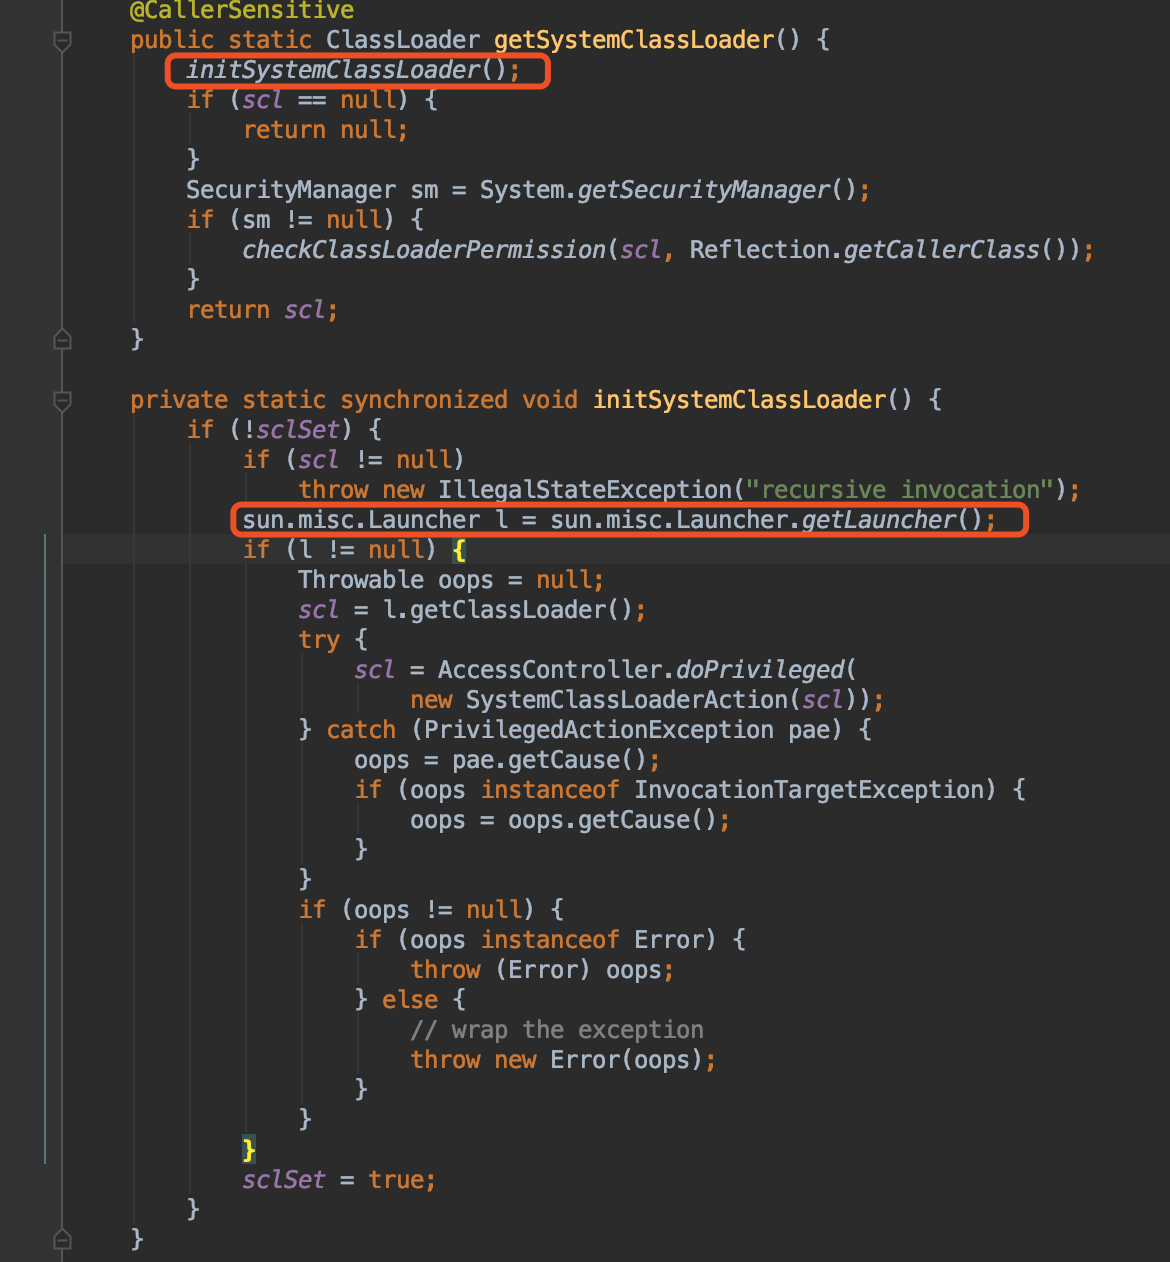 @CallerSensitive
public static ClassLoader getSystemClassLoader() {
initSystemClassLoader();
if (scl == null) {
return null;
}
SecurityManager sm = System.getSecurityManager();
if (sm != null) {
checkClassLoaderPermission(scl, Reflection.getCallerClass());
}
return scl;
}
private static synchronized void initSystemClassLoader() {
if (!sclSet) {
if (scl != null)
throw new IllegalStateException("recursive invocation");
sun.misc.Launcher l = sun.misc.Launcher.getLauncher();
if (l != null) {
Throwable oops = null;
scl = l.getClassLoader();
try {
scl = AccessController.doPrivileged(
new SystemClassLoaderAction(scl));
} catch (PrivilegedActionException pae) {
oops = pae.getCause();
if (oops instanceof InvocationTargetException) {
oops = oops.getCause();
}
}
if (oops != null) {
if (oops instanceof Error) {
throw (Error) oops;
} else {
// wrap the exception
throw new Error(oops);
}
}
}
sclSet = true;
}
}